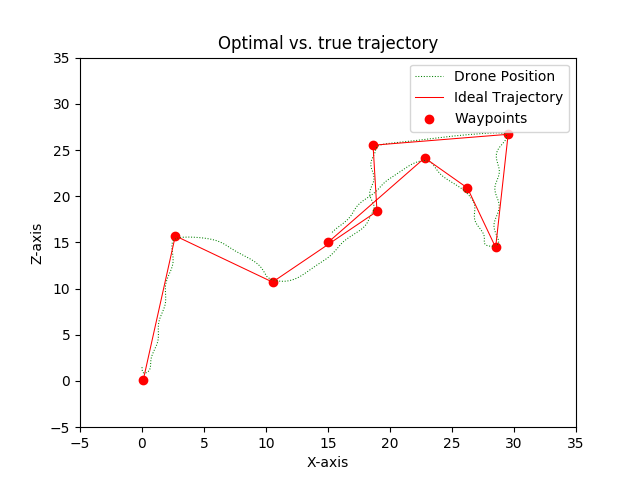 Optimal vs. true trajectory
Drone Position
Ideal Trajectory
Waypoints
35
30
25
20
15
10
5
0
−5
Z-axis
−5 0 5 10 15 20 25 30 35
X-axis